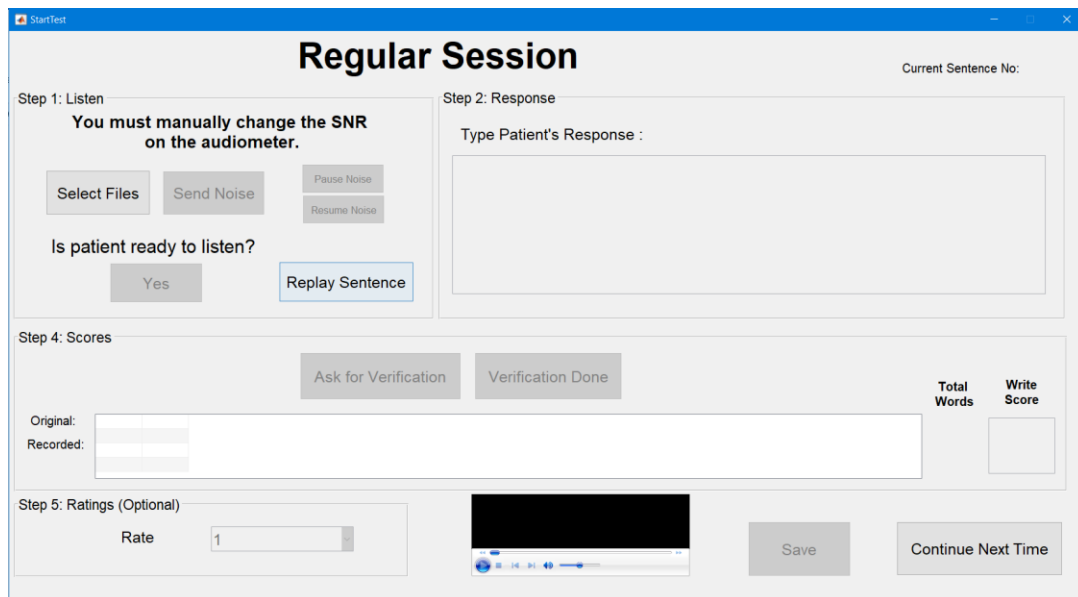 StartTest
Regular Session
Current Sentence No:
Step 1: Listen
You must manually change the SNR
on the audiometer.
Select Files
Send Noise
Pause Noise
Resume Noise
Is patient ready to listen?
Yes
Replay Sentence
Step 2: Response
Type Patient's Response :
Step 4: Scores
Ask for Verification
Verification Done
Total
Words
Write
Score
Original:
Recorded:
Step 5: Ratings (Optional)
Rate
1
Save
Continue Next Time